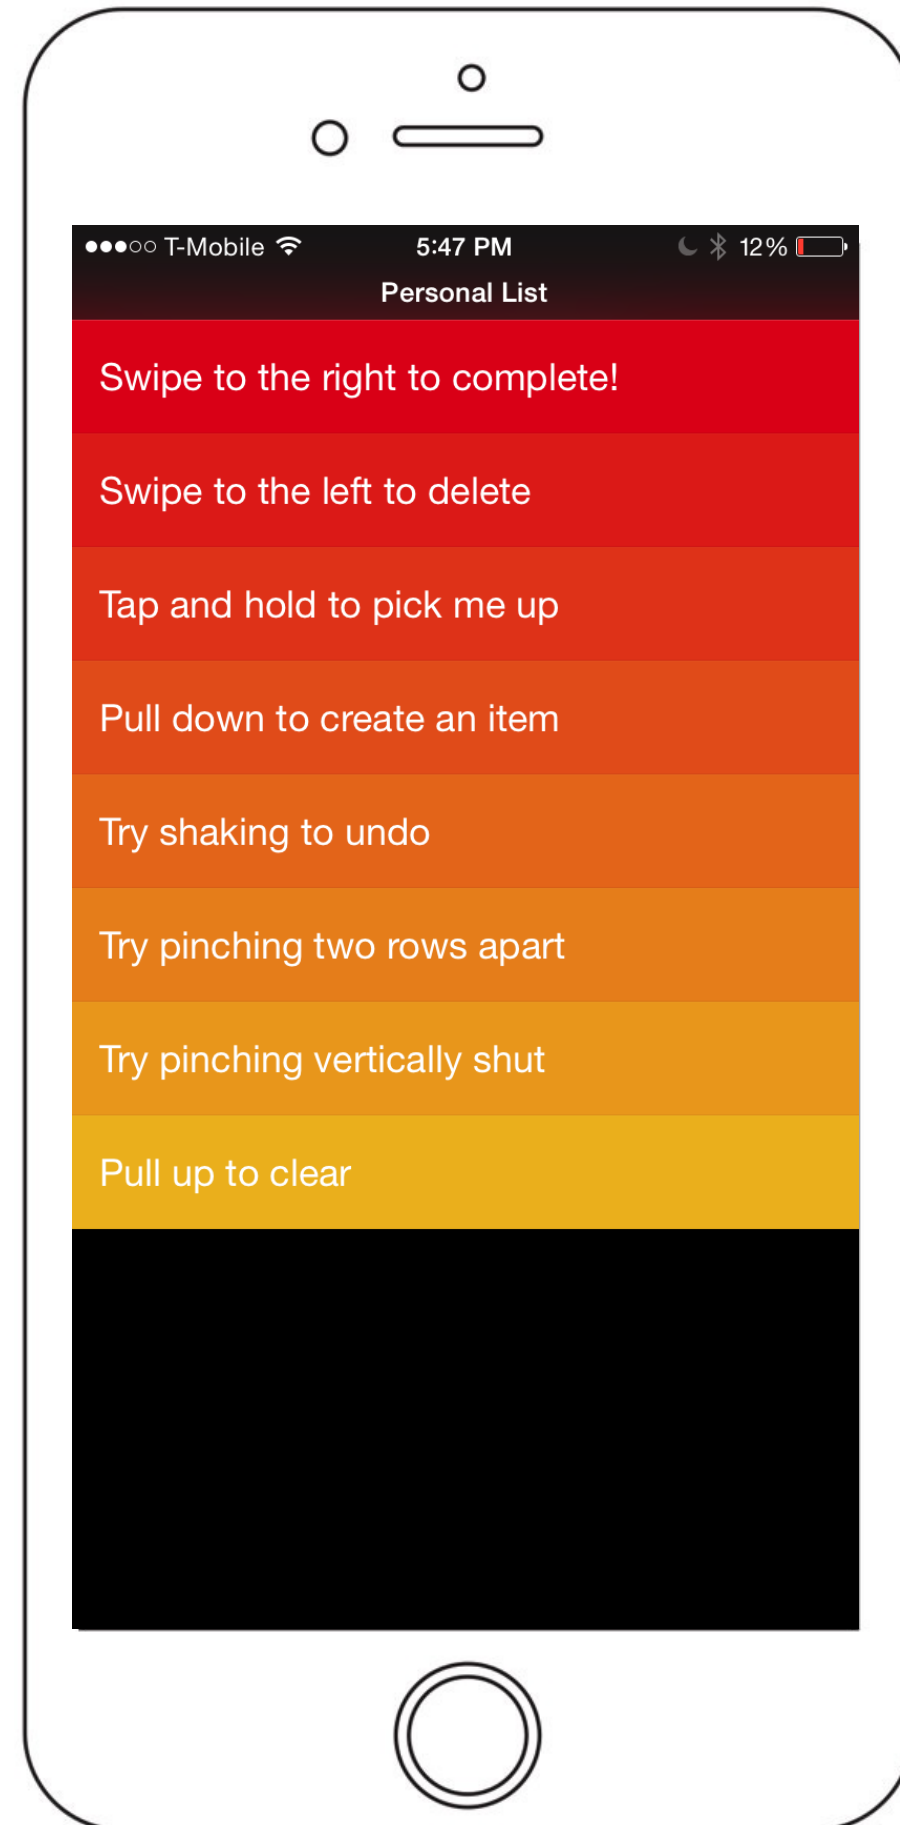 T-Mobile 5:47 PM 12%
Personal List
Swipe to the right to complete!
Swipe to the left to delete
Tap and hold to pick me up
Pull down to create an item
Try shaking to undo
Try pinching two rows apart
Try pinching vertically shut
Pull up to clear